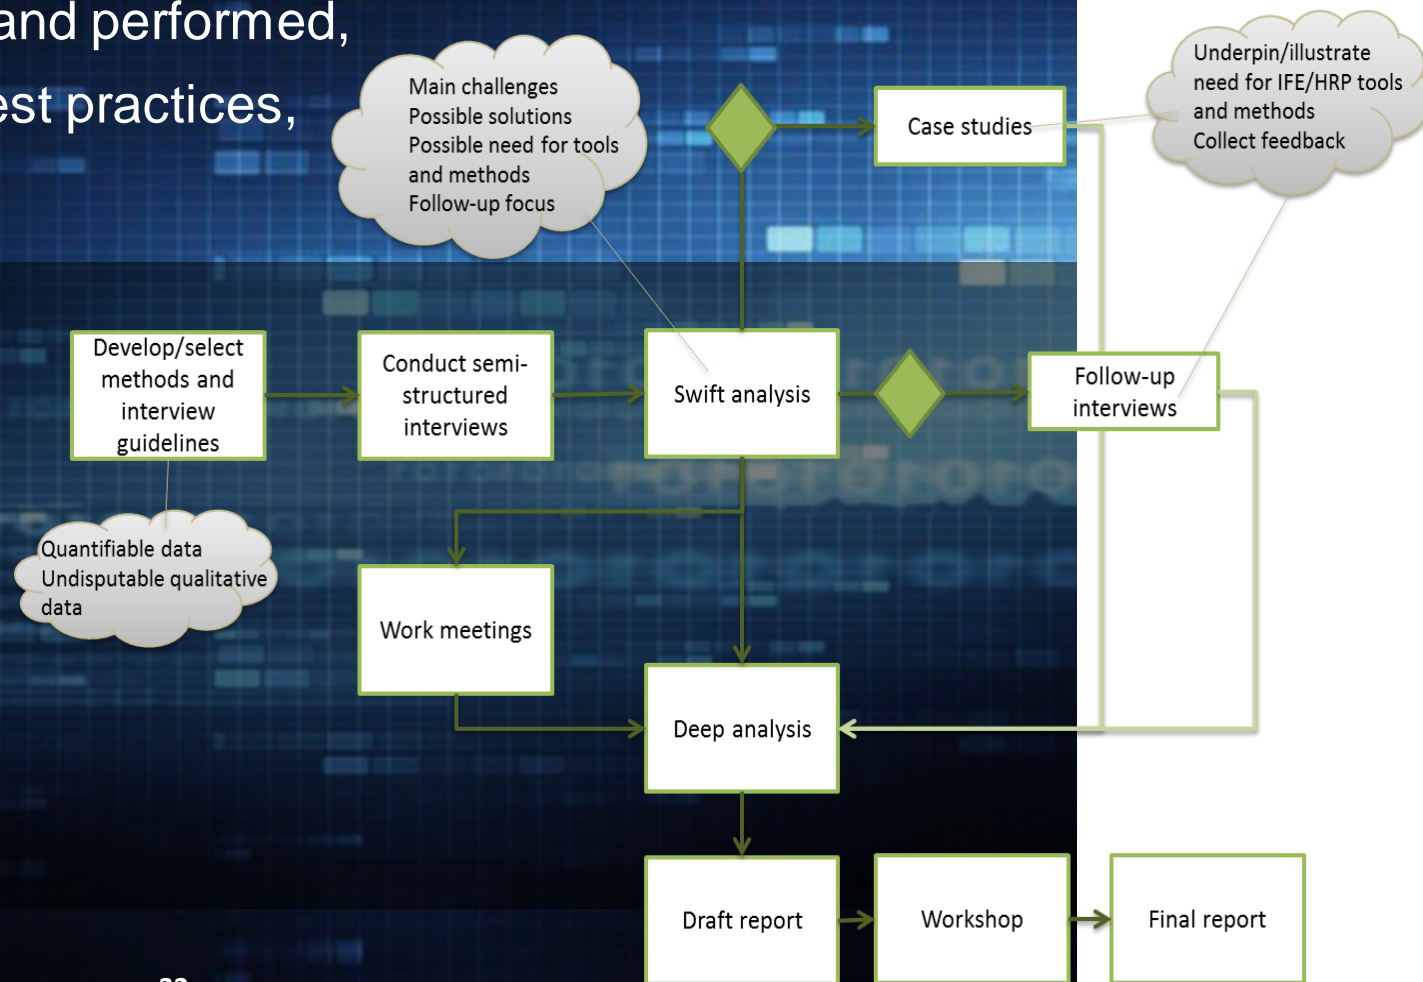 and performed,
est practices,
Main challenges
Possible solutions
Possible need for tools
and methods
Follow-up focus
Case studies
Underpin/illustrate
need for IFE/HRP tools
and methods
Collect feedback
Develop/select
methods and
interview
guidelines
Conduct semi-
structured
interviews
Swift analysis
Follow-up
interviews
Quantifiable data
Undisputable qualitative
data
Work meetings
Deep analysis
Draft report
Workshop
Final report